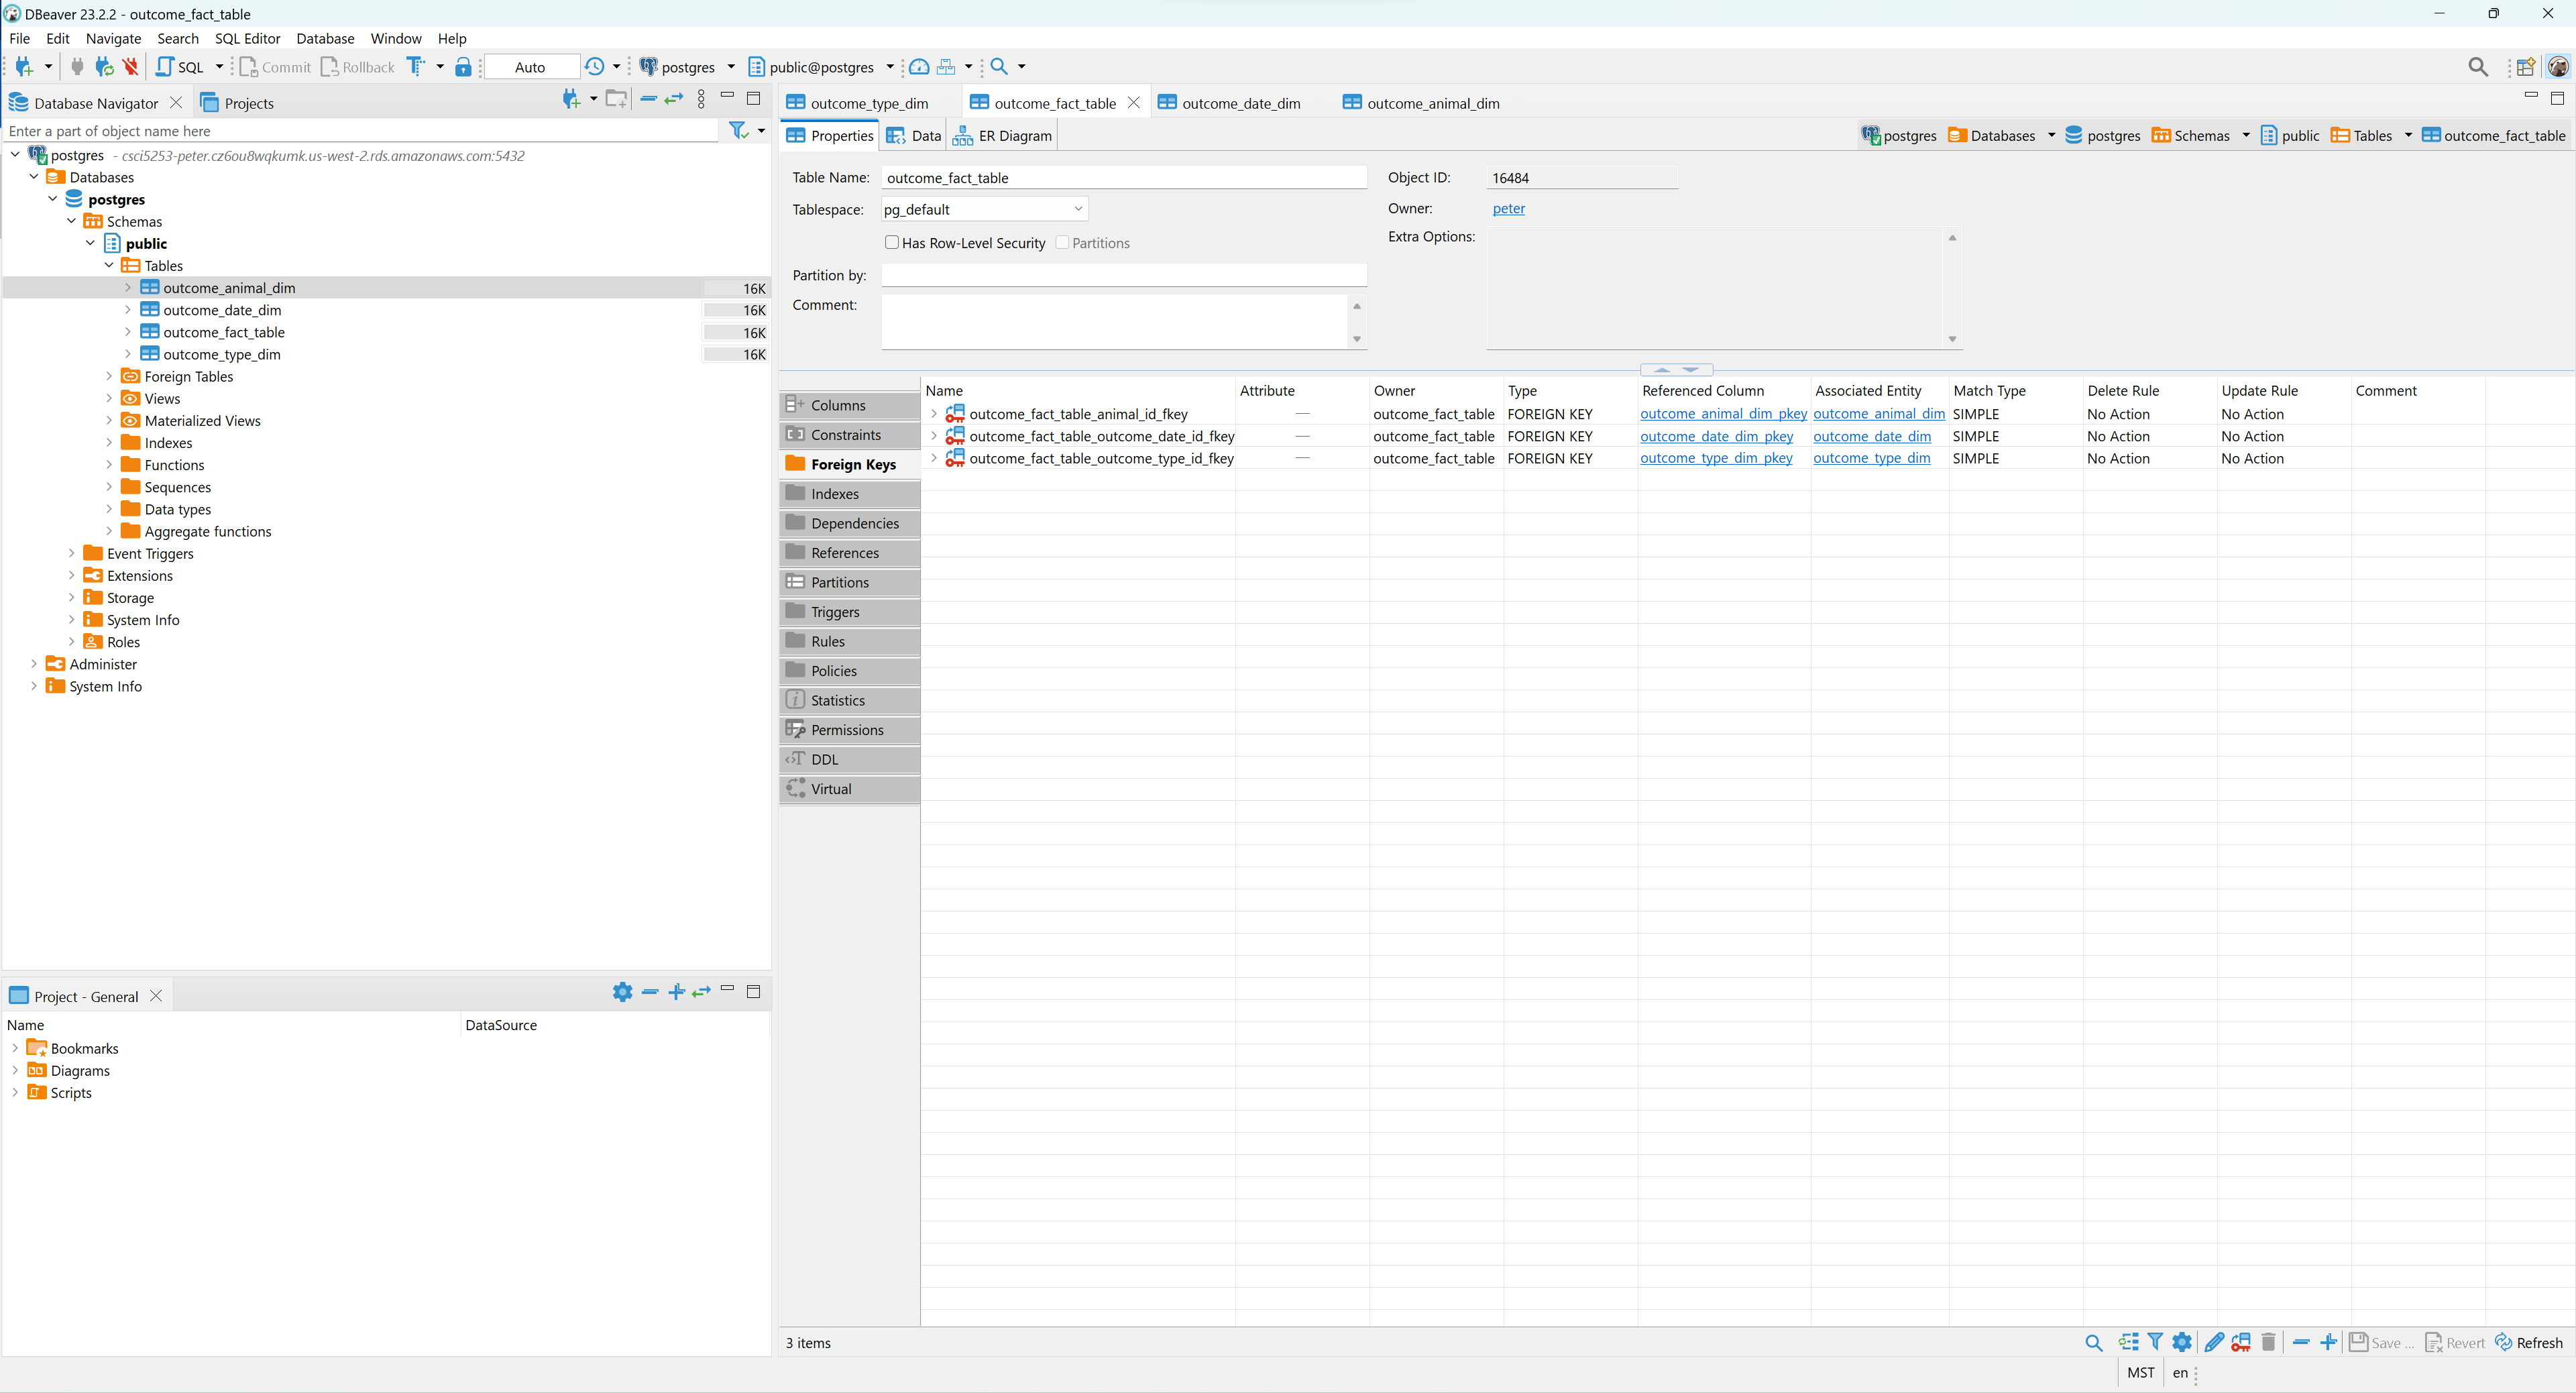 DBeaver 23.2.2 - outcome_fact_table
File Edit Navigate Search SQL Editor Database Window Help
SQL Commit Rollback Auto postgres public@postgres
Database Navigator Projects
Enter a part of object name here
postgres - csci5253-peter.cz6ou8wqkumk.us-west-2.rds.amazonaws.com:5432
Databases
postgres
Schemas
public
Tables
outcome_animal_dim 16K
outcome_date_dim 16K
outcome_fact_table 16K
outcome_type_dim 16K
Foreign Tables
Views
Materialized Views
Indexes
Functions
Sequences
Data types
Aggregate functions
Event Triggers
Extensions
Storage
System Info
Roles
Administer
System Info
Project - General
Name DataSource
Bookmarks
Diagrams
Scripts
outcome_type_dim outcome_fact_table outcome_date_dim outcome_animal_dim
Properties Data ER Diagram postgres Databases postgres Schemas public Tables outcome_fact_table
Table Name: outcome_fact_table Object ID: 16484
Tablespace: pg_default Owner: peter
Has Row-Level Security Partitions Extra Options:
Partition by:
Comment:
Columns
Constraints
Foreign Keys
Indexes
Dependencies
References
Partitions
Triggers
Rules
Policies
Statistics
Permissions
DDL
Virtual
Name Attribute Owner Type Referenced Column Associated Entity Match Type Delete Rule Update Rule Comment
outcome_fact_table_animal_id_fkey — outcome_fact_table FOREIGN KEY outcome_animal_dim_pkey outcome_animal_dim SIMPLE No Action No Action
outcome_fact_table_outcome_date_id_fkey — outcome_fact_table FOREIGN KEY outcome_date_dim_pkey outcome_date_dim SIMPLE No Action No Action
outcome_fact_table_outcome_type_id_fkey — outcome_fact_table FOREIGN KEY outcome_type_dim_pkey outcome_type_dim SIMPLE No Action No Action
3 items Save ... Revert Refresh
MST en